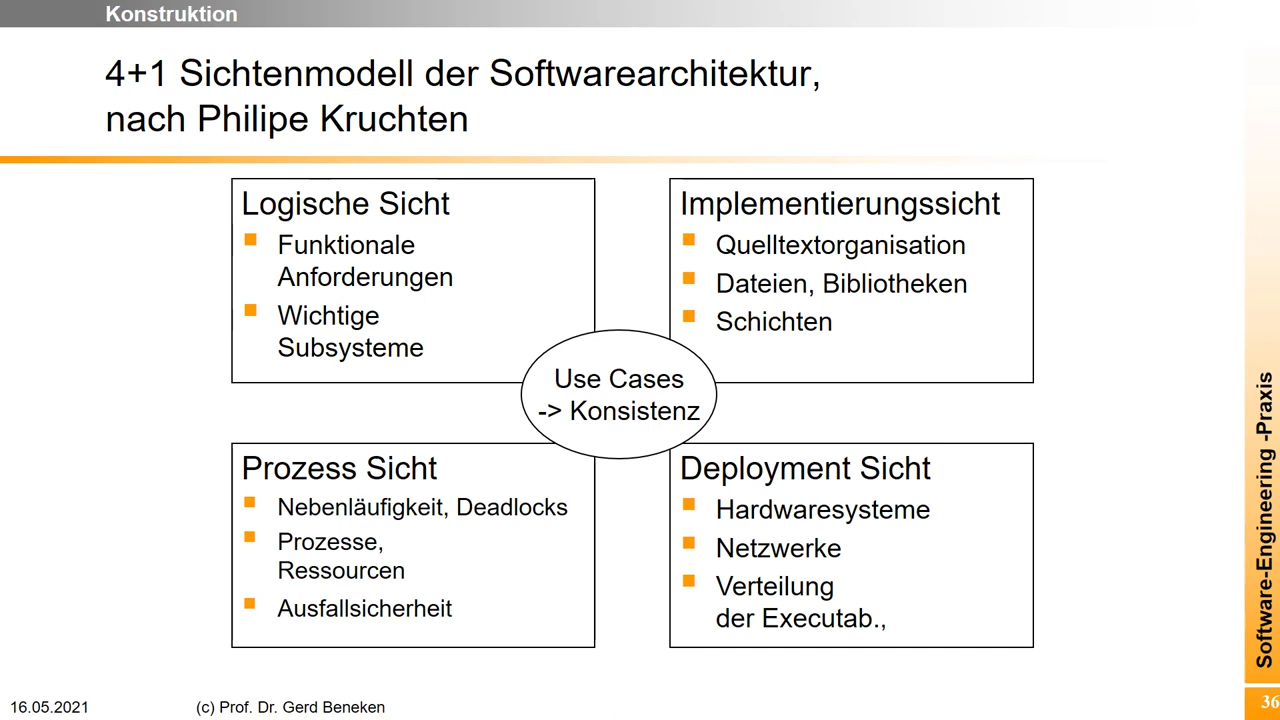 Konstruktion
4+1 Sichtenmodell der Softwarearchitektur,
nach Philipe Kruchten
Logische Sicht
Funktionale
Anforderungen
Wichtige
Subsysteme
Implementierungssicht
Quelltextorganisation
Dateien, Bibliotheken
Schichten
Use Cases
-> Konsistenz
Prozess Sicht
Nebenläufigkeit, Deadlocks
Prozesse,
Ressourcen
Ausfallsicherheit
Deployment Sicht
Hardwaresysteme
Netzwerke
Verteilung
der Executab.,
Software-Engineering -Praxis
16.05.2021
(c) Prof. Dr. Gerd Beneken
36